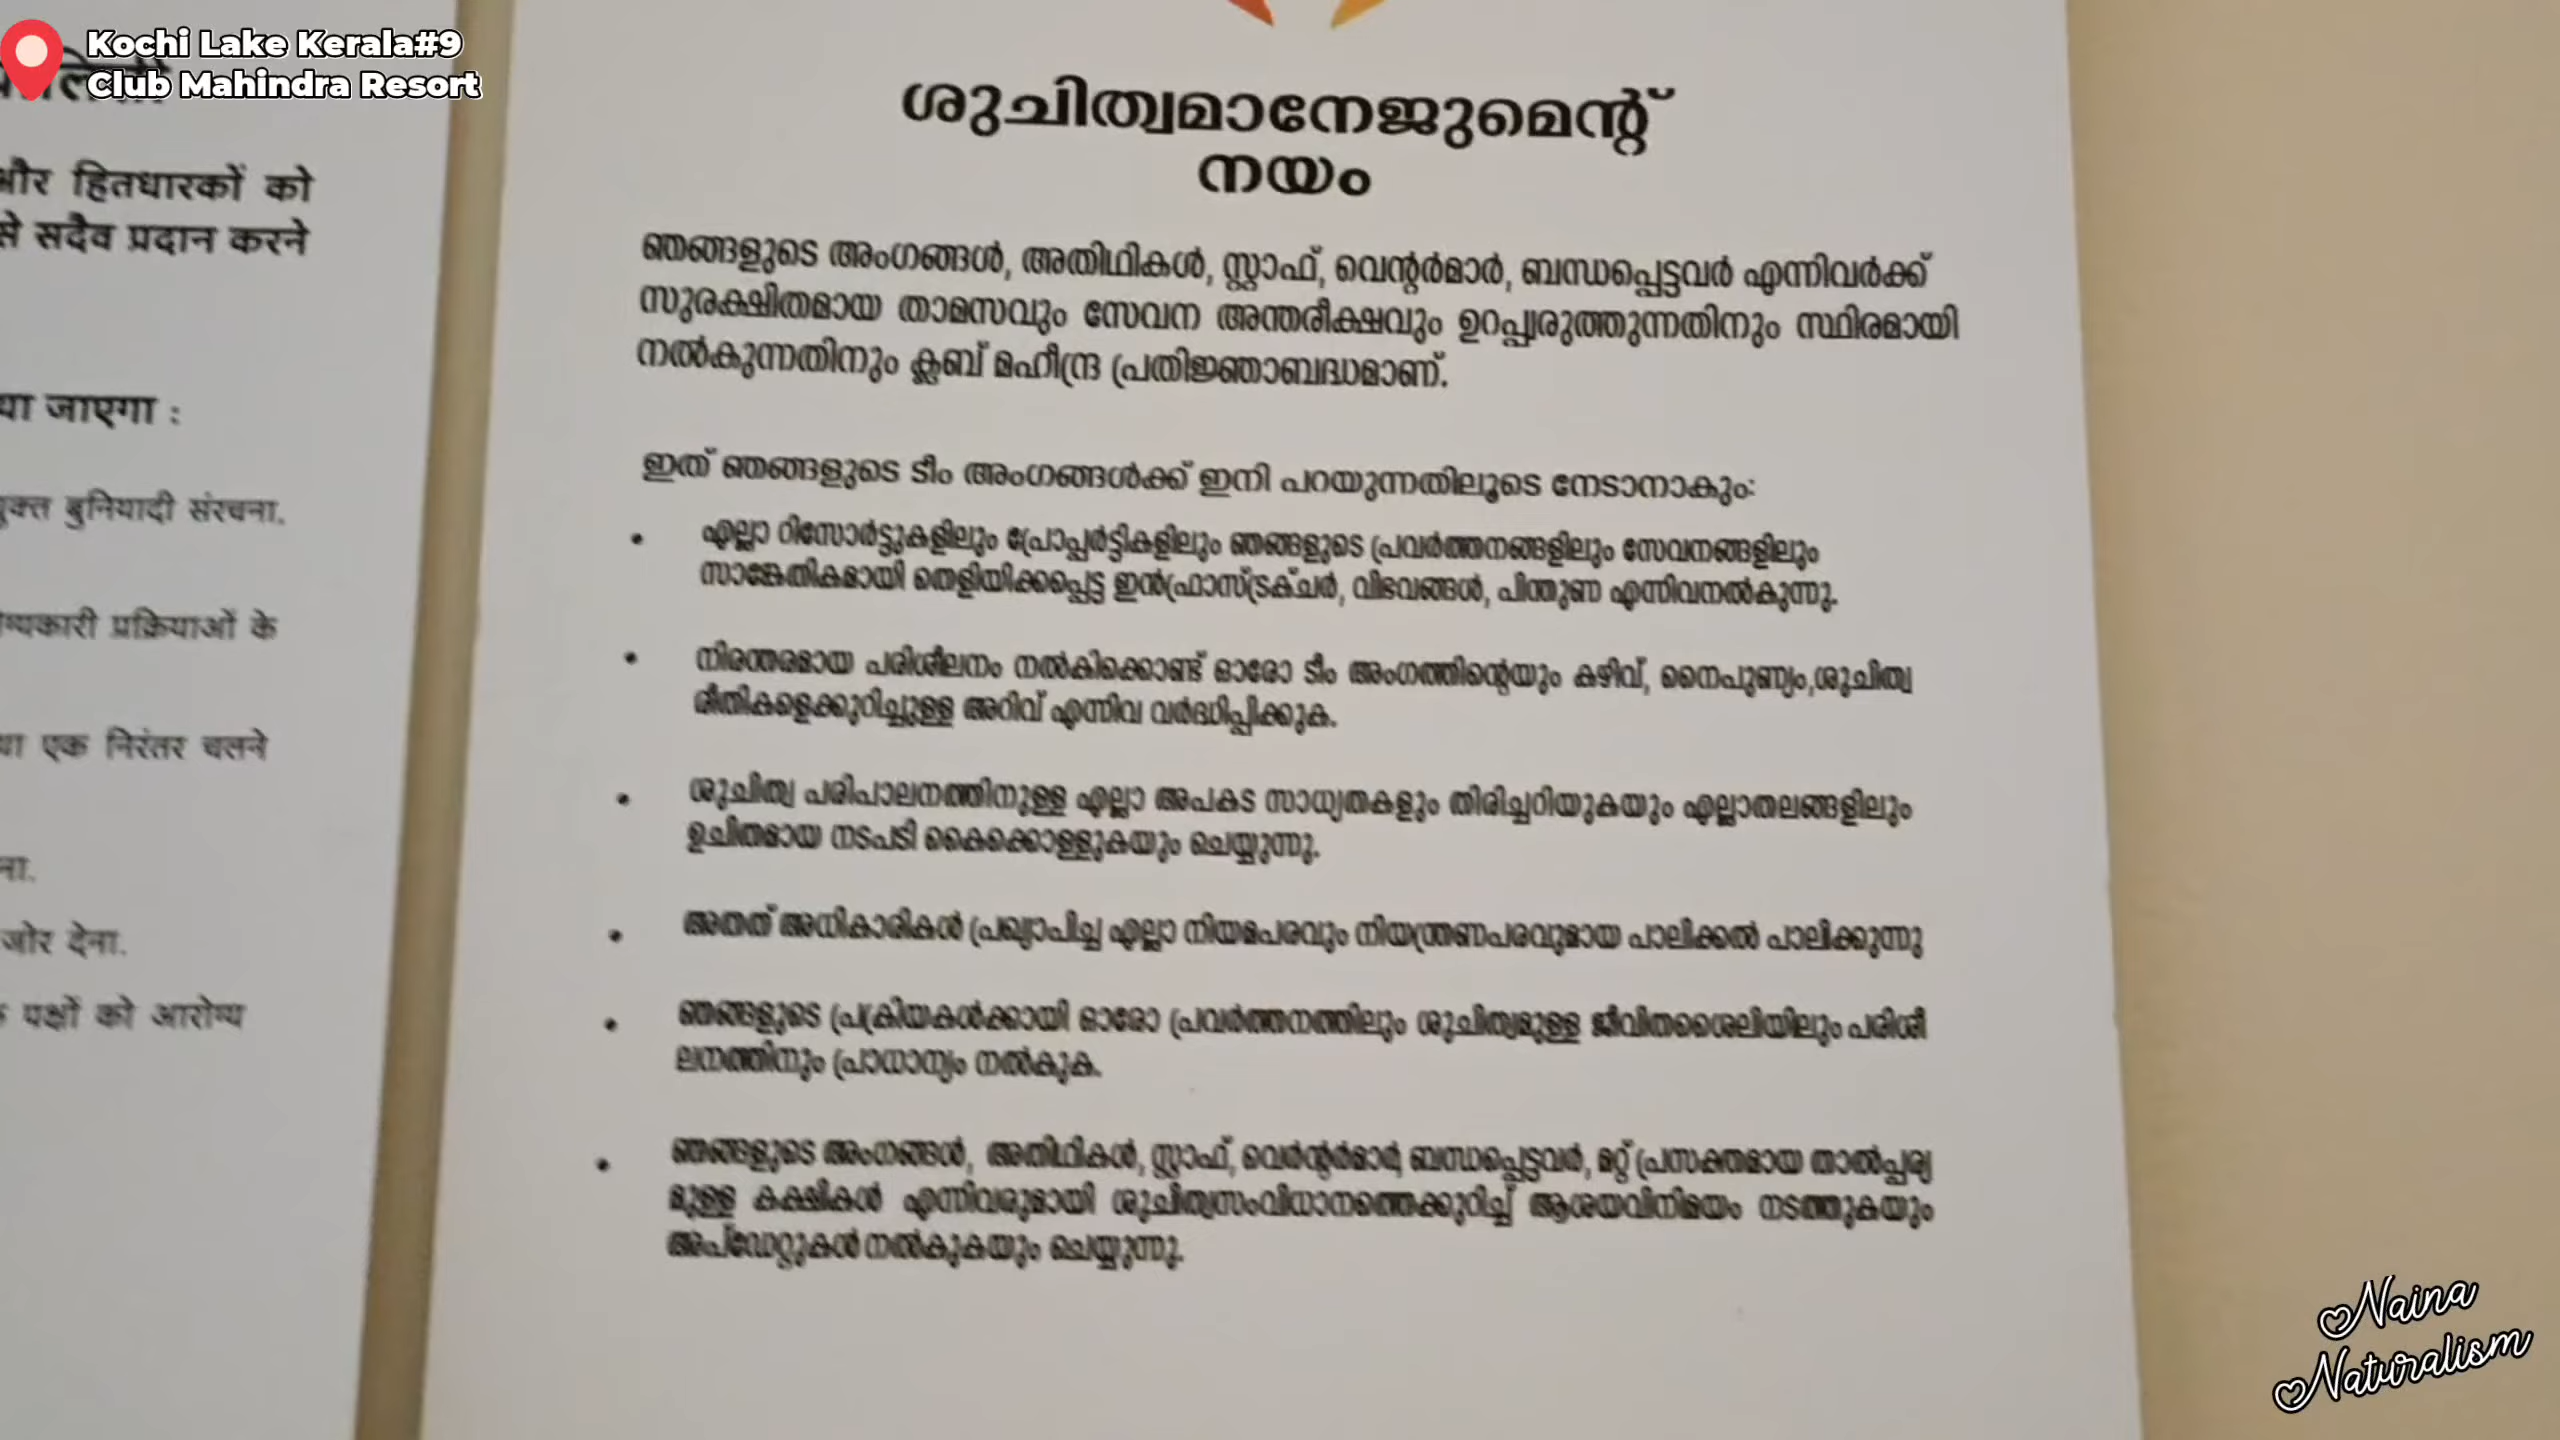 Kochi Lake Kerala#9
Club Mahindra Resort
और हितधारकों को
से सदैव प्रदान करने
जाएगा :
बुनियादी संरचना.
प्रक्रियाओं के
एक निरंतर चलने
जोर देना.
पक्षों को आरोग्य
ശുചിത്വമാനേജുമെന്റ്
നയം
ഞങ്ങളുടെ അംഗങ്ങൾ, അതിഥികൾ, സ്റ്റാഫ്, വെന്റർമാർ, ബന്ധപ്പെട്ടവർ എന്നിവർക്ക്
സുരക്ഷിതമായ താമസവും സേവന അന്തരീക്ഷവും ഉറപ്പുരുത്തുന്നതിനും സ്ഥിരമായി
നൽകുന്നതിനും ക്ലബ് മഹീന്ദ്ര പ്രതിജ്ഞാബദ്ധമാണ്.
ഇത് ഞങ്ങളുടെ ടീം അംഗങ്ങൾക്ക് ഇനി പറയുന്നതിലൂടെ നേടാനാകും:
• എല്ലാ റിസോർട്ടുകളിലും പ്രോപ്പർട്ടികളിലും ഞങ്ങളുടെ പ്രവർത്തനങ്ങളിലും സേവനങ്ങളിലും
സാങ്കേതികമായി തെളിയിക്കപ്പെട്ട ഇൻഫ്രാസ്ട്രക്ചർ, വിഭവങ്ങൾ, പിന്തുണ എന്നിവനൽകുന്നു.
• നിരന്തരമായ പരിശീലനം നൽകിക്കൊണ്ട് ഓരോ ടീം അംഗത്തിന്റെയും കഴിവ്, നൈപുണ്യം,ശുചിത്വ
രീതികളെക്കുറിച്ചുള്ള അറിവ് എന്നിവ വർദ്ധിപ്പിക്കുക.
• ശുചിത്വ പരിപാലനത്തിനുള്ള എല്ലാ അപകട സാധ്യതകളും തിരിച്ചറിയുകയും എല്ലാതലങ്ങളിലും
ഉചിതമായ നടപടി കൈക്കൊള്ളുകയും ചെയ്യുന്നു.
• അതത് അധികാരികൾ പ്രഖ്യാപിച്ച എല്ലാ നിയമപരവും നിയന്ത്രണപരവുമായ പാലിക്കൽ പാലിക്കുന്നു
• ഞങ്ങളുടെ പ്രക്രിയകൾക്കായി ഓരോ പ്രവർത്തനത്തിലും ശുചിത്വമുള്ള ജീവിതശൈലിയിലും പരിശീ
ലനത്തിനും പ്രാധാന്യം നൽകുക.
• ഞങ്ങളുടെ അംഗങ്ങൾ, അതിഥികൾ, സ്റ്റാഫ്, വെർന്റർമാർ, ബന്ധപ്പെട്ടവർ, മറ്റ് പ്രസക്തമായ താൽപ്പര്യ
മുള്ള കക്ഷികൾ എന്നിവരുമായി ശുചിത്വസംവിധാനത്തെക്കുറിച്ച് ആശയവിനിമയം നടത്തുകയും
അപ്ഡേറ്റുകൾ നൽകുകയും ചെയ്യുന്നു.
Naina
Naturalism